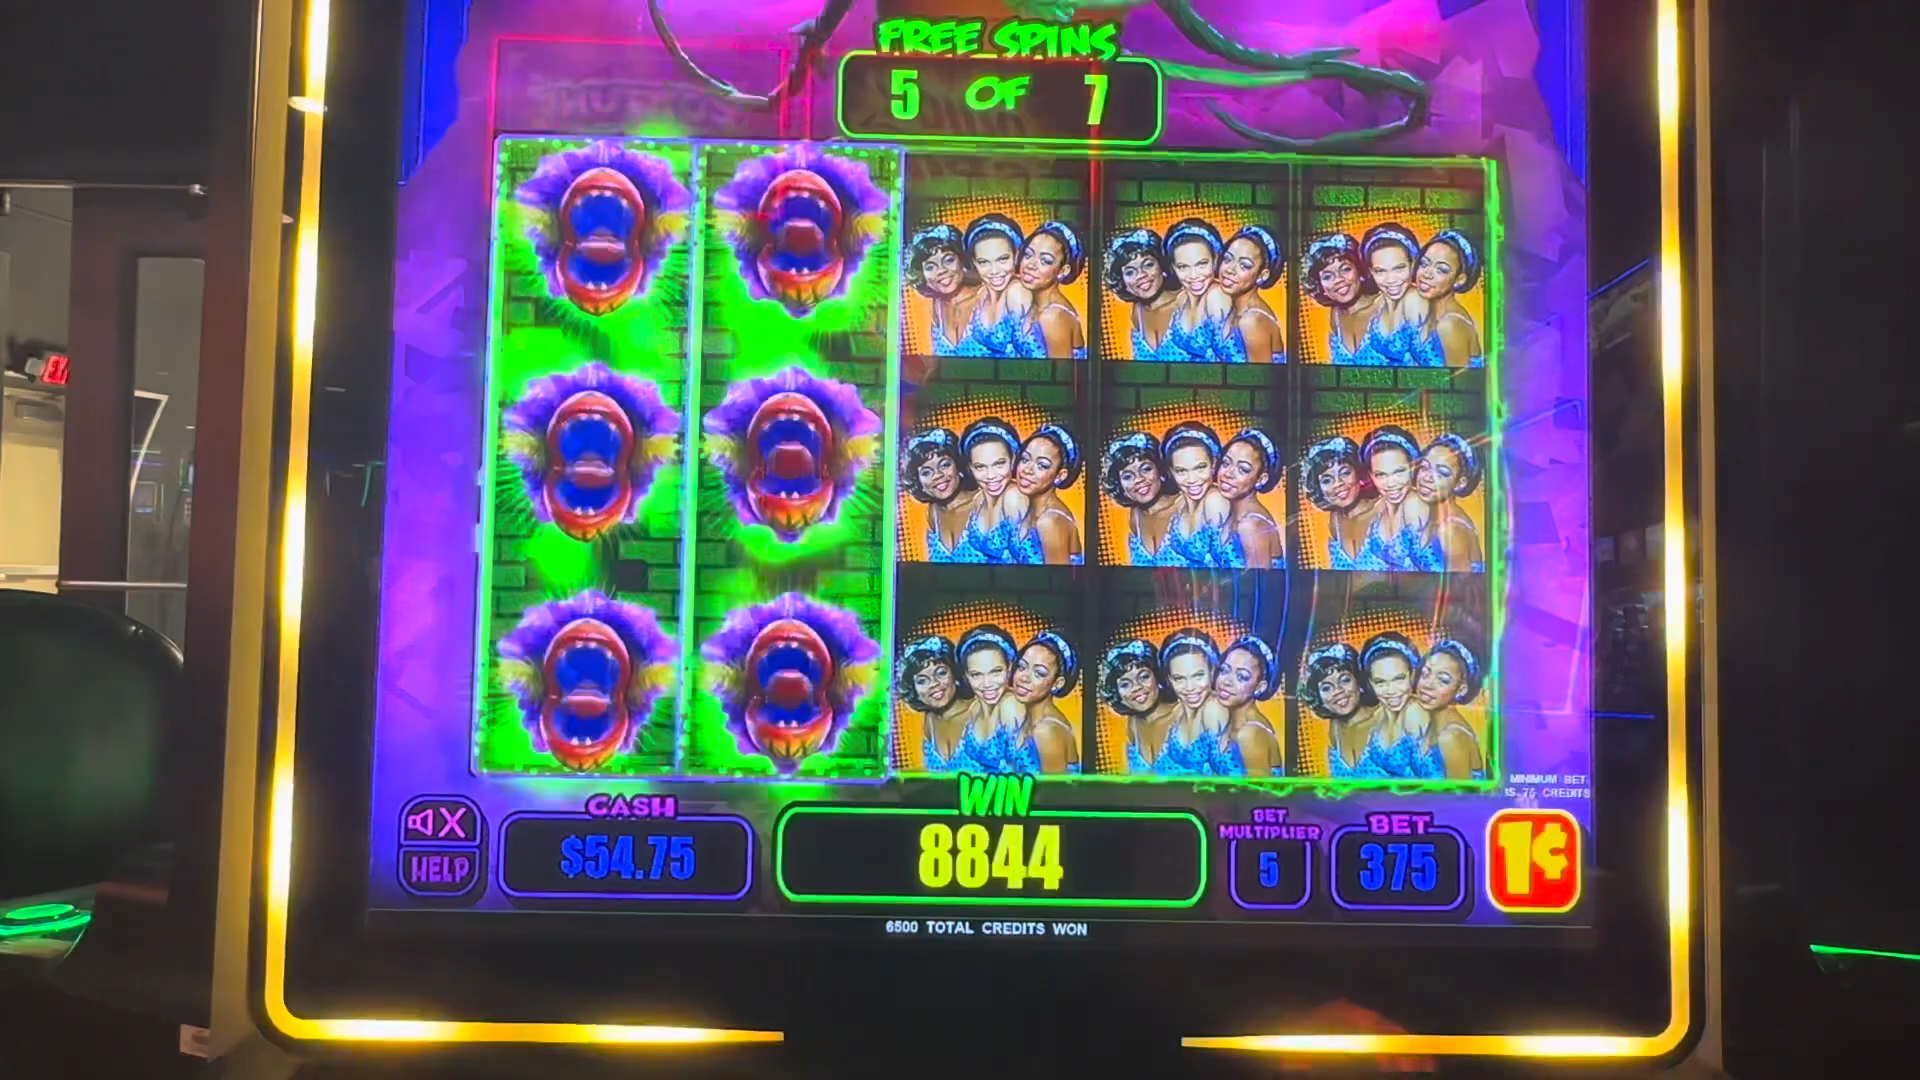 FREE SPINS
5 OF 7
EXI
WIN
MINIMUM BET
IS 75 CREDITS
X
CASH
$54.75
8844
BET
MULTIPLIER
5
BET
375
1¢
HELP
6500 TOTAL CREDITS WON